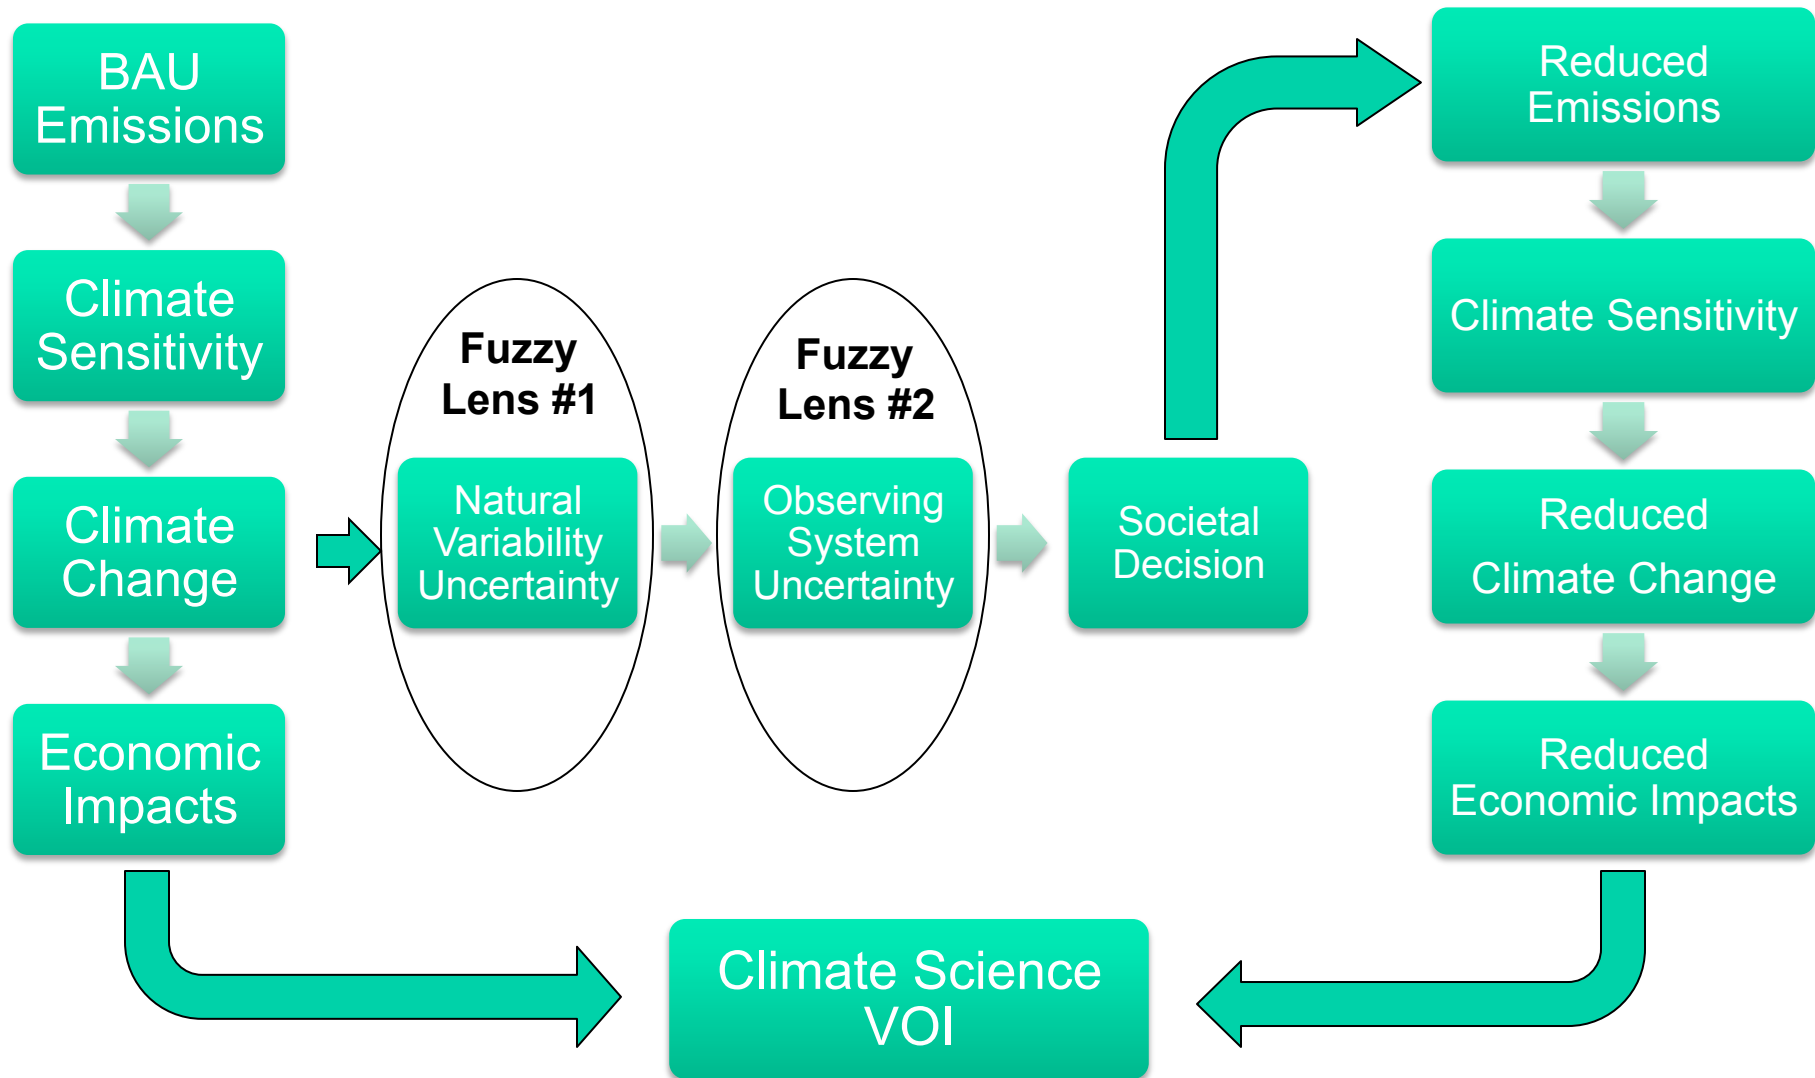 BAU
Emissions
Climate
Sensitivity
Climate
Change
Economic
Impacts
Fuzzy
Lens #1
Natural
Variability
Uncertainty
Fuzzy
Lens #2
Observing
System
Uncertainty
Societal
Decision
Reduced
Emissions
Climate Sensitivity
Reduced
Climate Change
Reduced
Economic Impacts
Climate Science
VOI